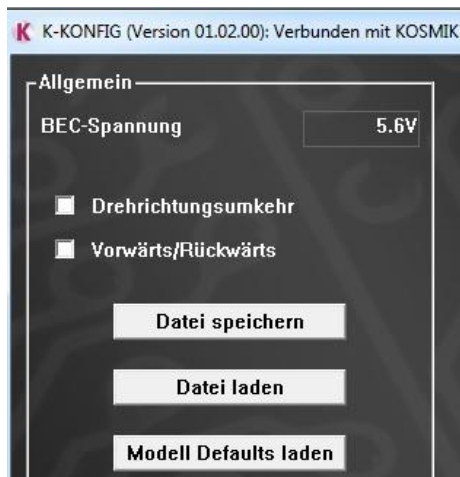 K K-KONFIG (Version 01.02.00): Verbunden mit KOSMIK
Allgemein
BEC-Spannung 5.6V
Drehrichtungsumkehr
Vorwärts/Rückwärts
Datei speichern
Datei laden
Modell Defaults laden